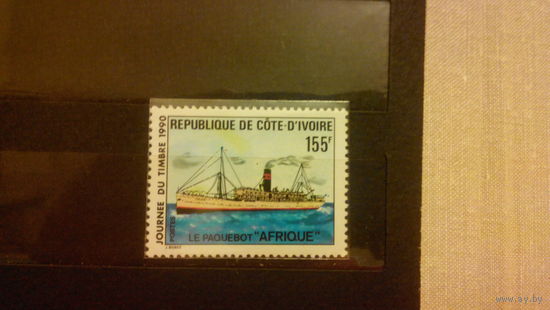 REPUBLIQUE DE CÔTE-D'IVOIRE
155F
JOURNEE DU TIMBRE 1990
POSTES
LE PAQUEBOT "AFRIQUE"
www.ay.by